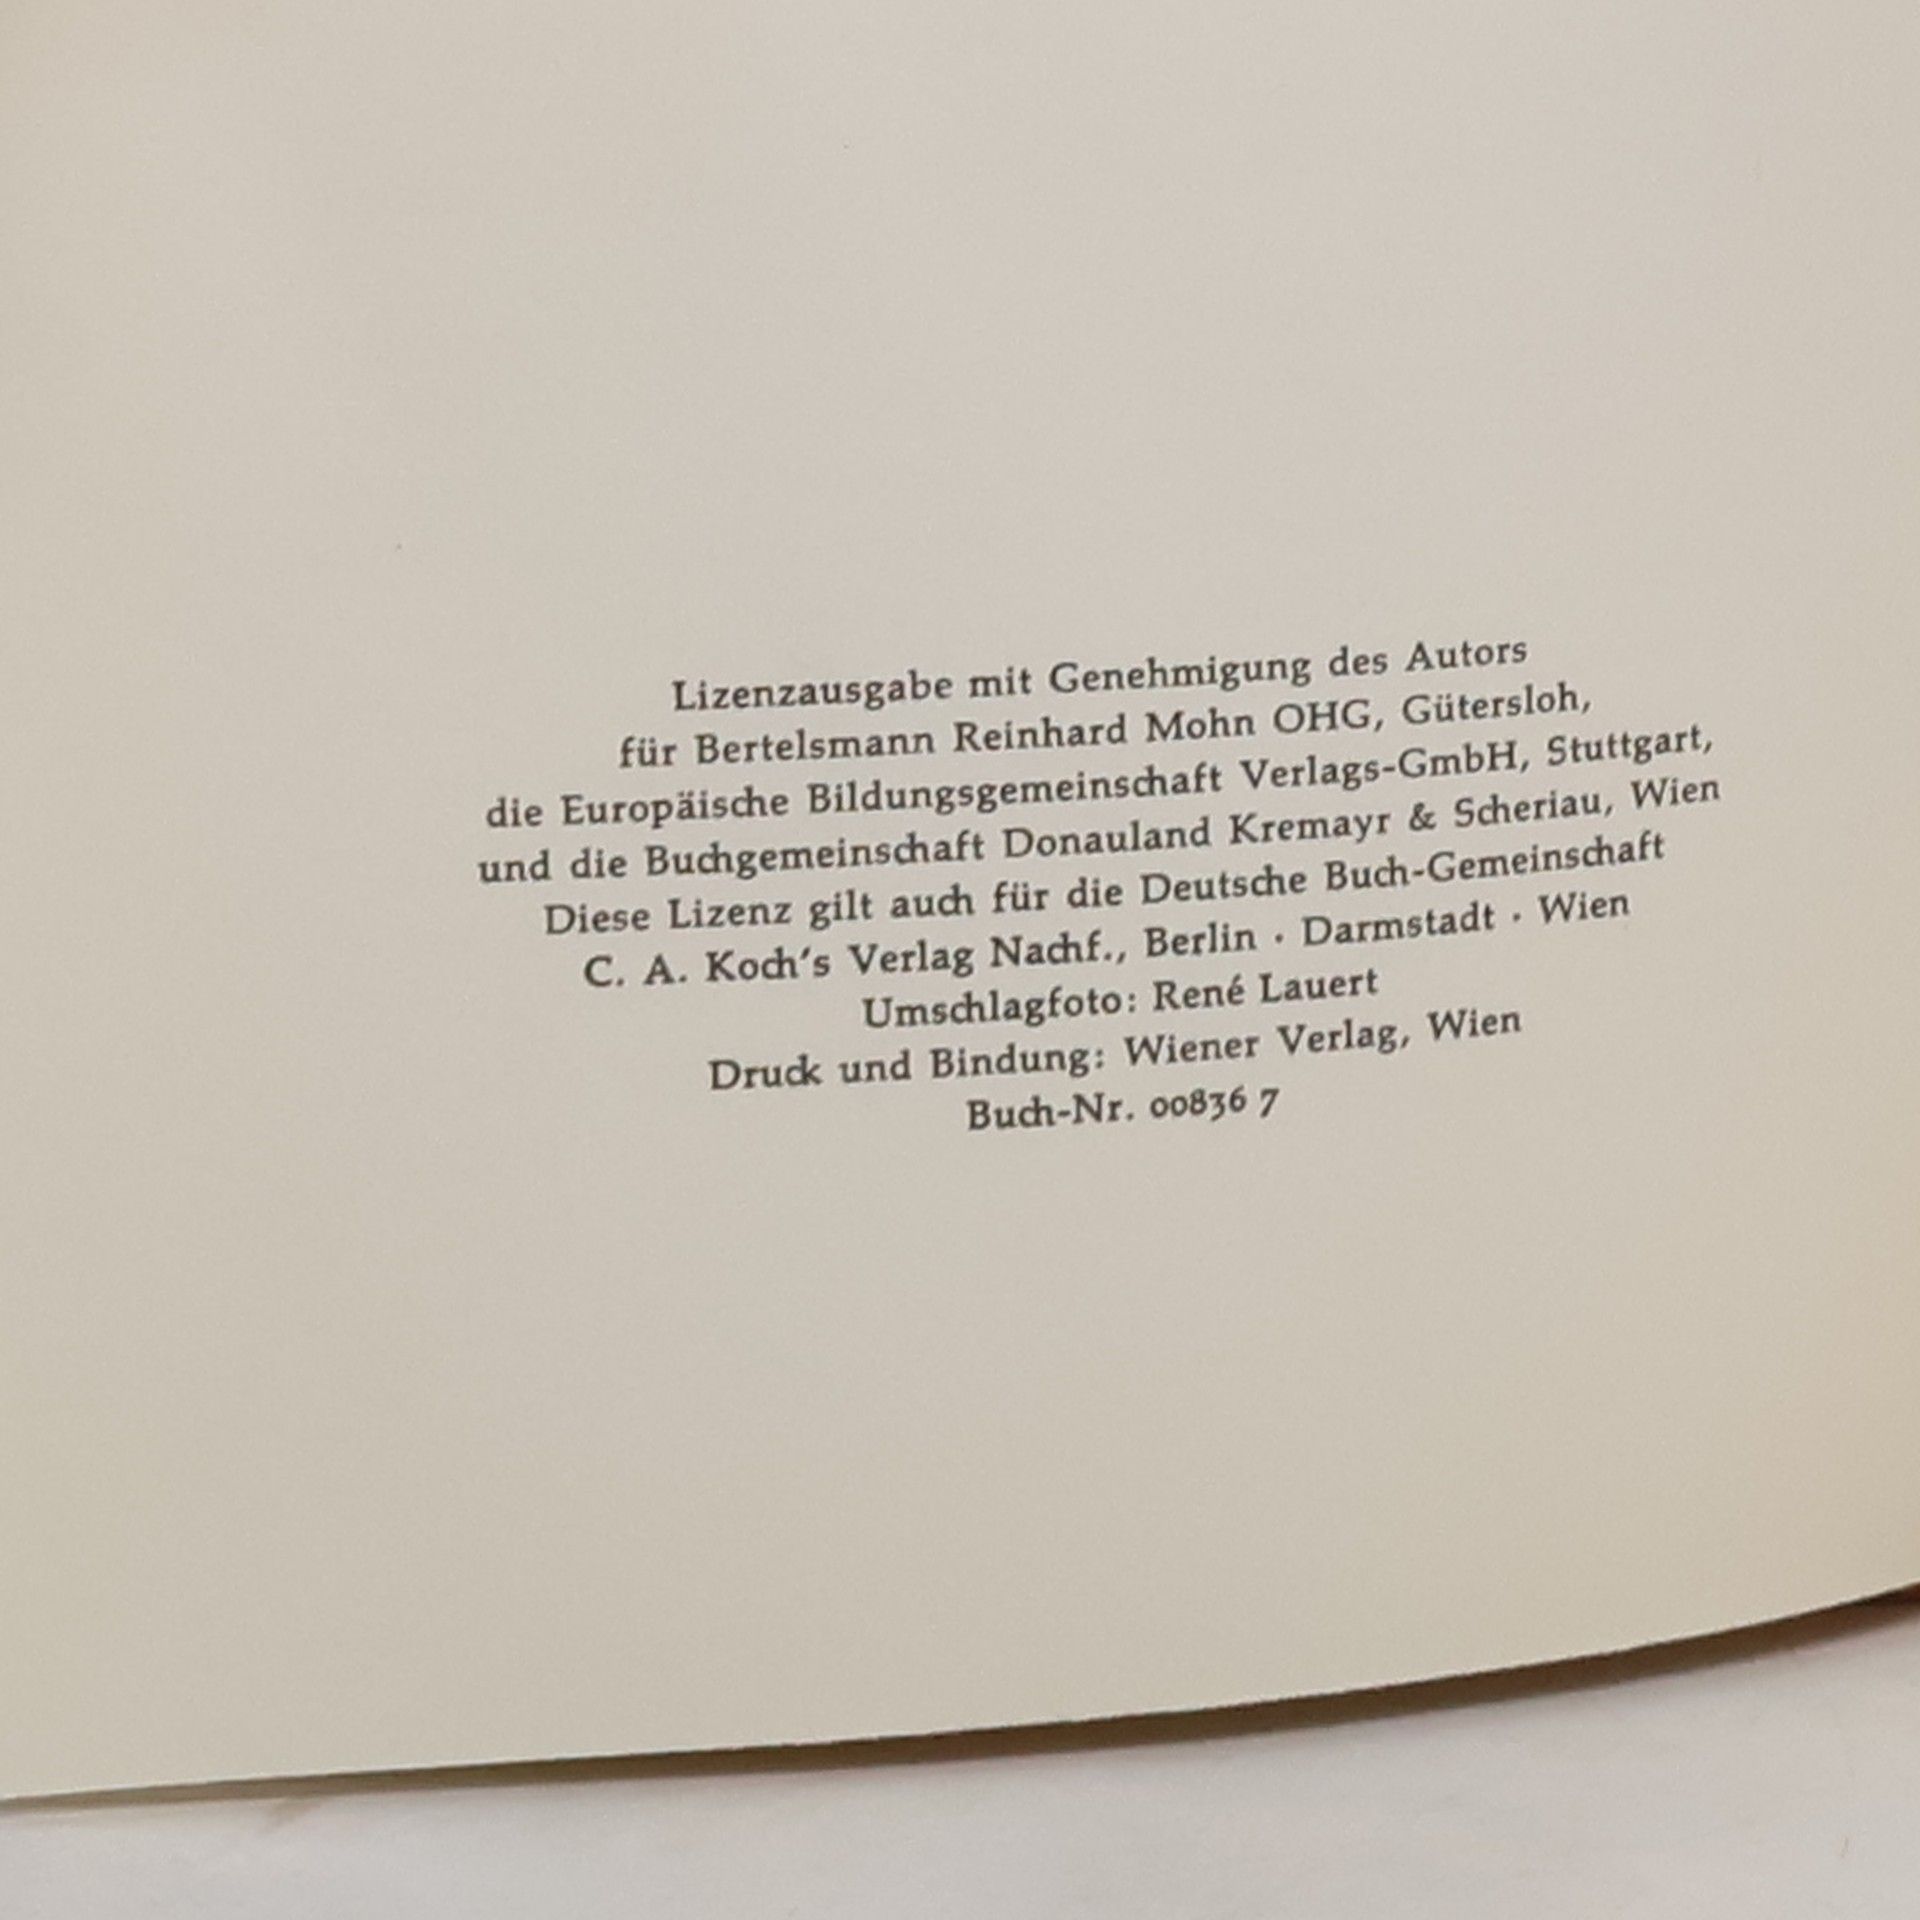 Lizenzausgabe mit Genehmigung des Autors
für Bertelsmann Reinhard Mohn OHG, Gütersloh,
die Europäische Bildungsgemeinschaft Verlags-GmbH, Stuttgart,
und die Buchgemeinschaft Donauland Kremayr & Scheriau, Wien
Diese Lizenz gilt auch für die Deutsche Buch-Gemeinschaft
C. A. Koch's Verlag Nachf., Berlin · Darmstadt · Wien
Umschlagfoto: René Lauert
Druck und Bindung: Wiener Verlag, Wien
Buch-Nr. 00836 7